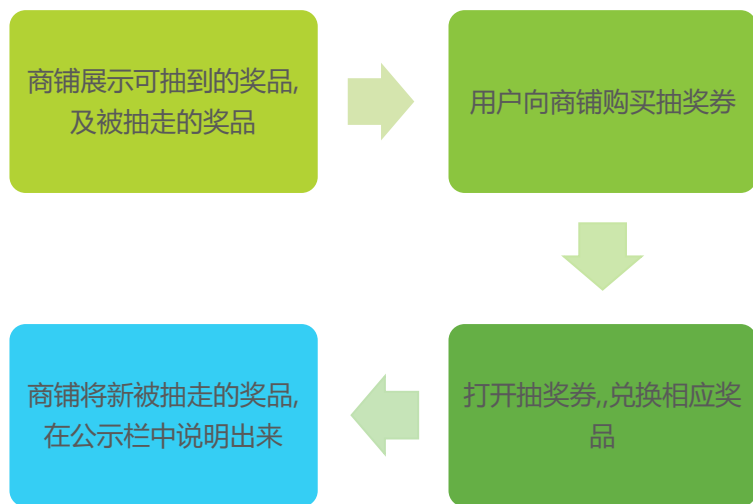 商铺展示可抽到的奖品,
及被抽走的奖品
用户向商铺购买抽奖券
打开抽奖券,,兑换相应奖
品
商铺将新被抽走的奖品,
在公示栏中说明出来